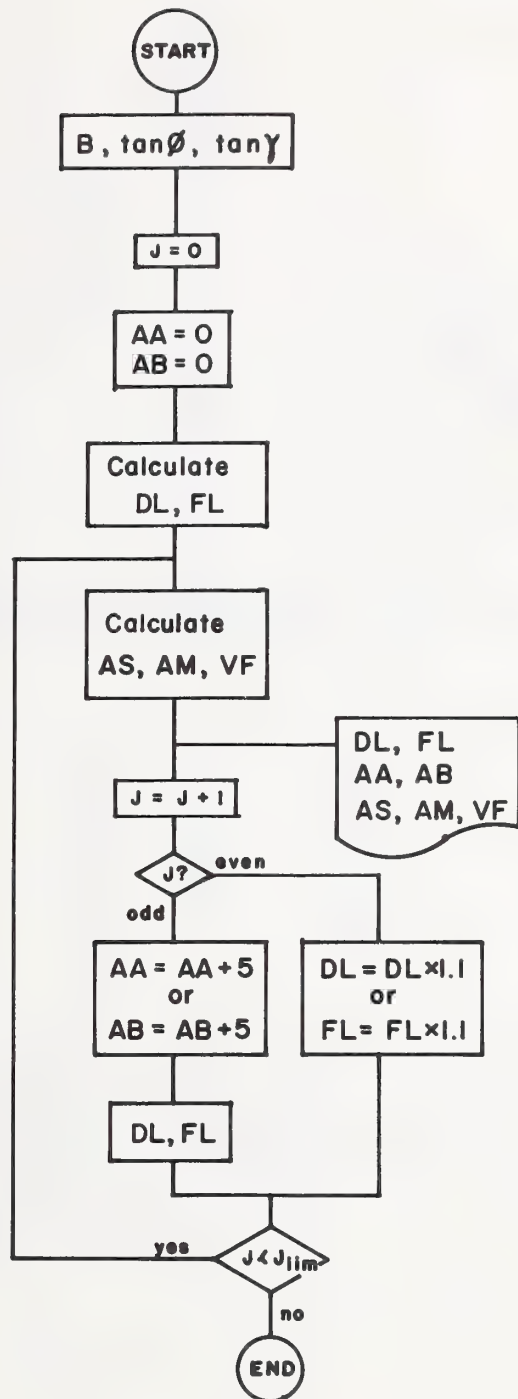 START
B, tanØ, tanγ
J = 0
AA = 0
AB = 0
Calculate
DL, FL
Calculate
AS, AM, VF
DL, FL
AA, AB
AS, AM, VF
J = J + 1
J?
even
odd
AA = AA+5
or
AB = AB+5
DL = DL×1.1
or
FL = FL×1.1
DL, FL
yes
J < Jlim
no
END